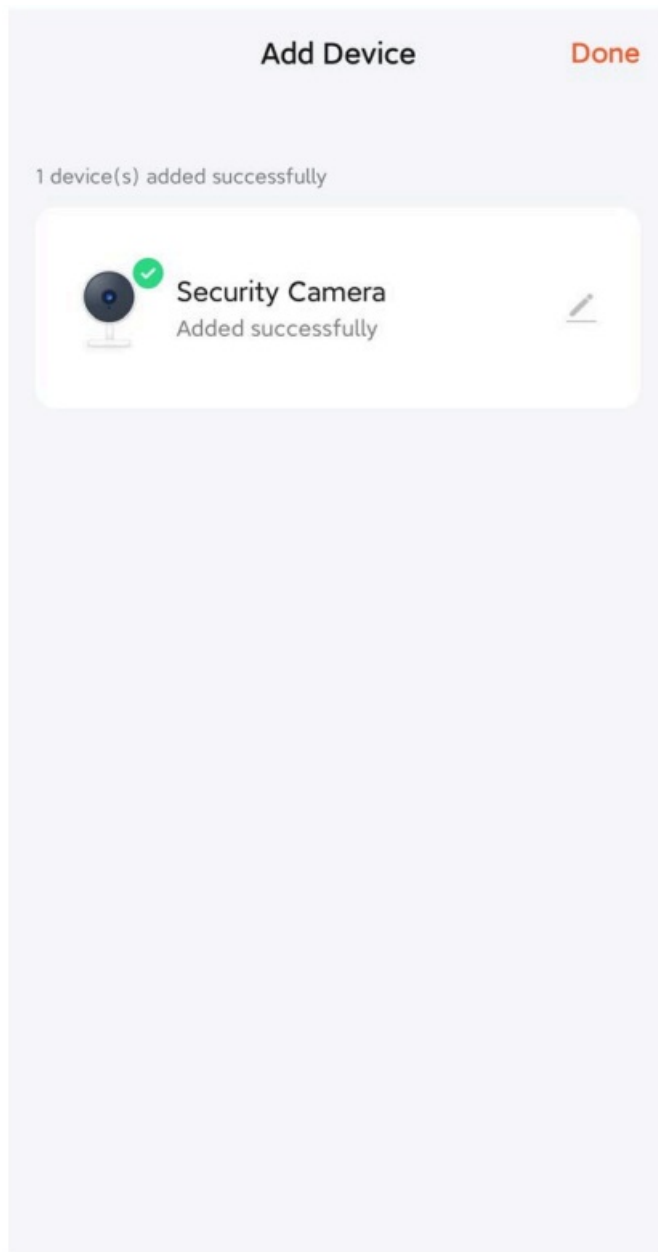 Add Device
Done
1 device(s) added successfully
Security Camera
Added successfully